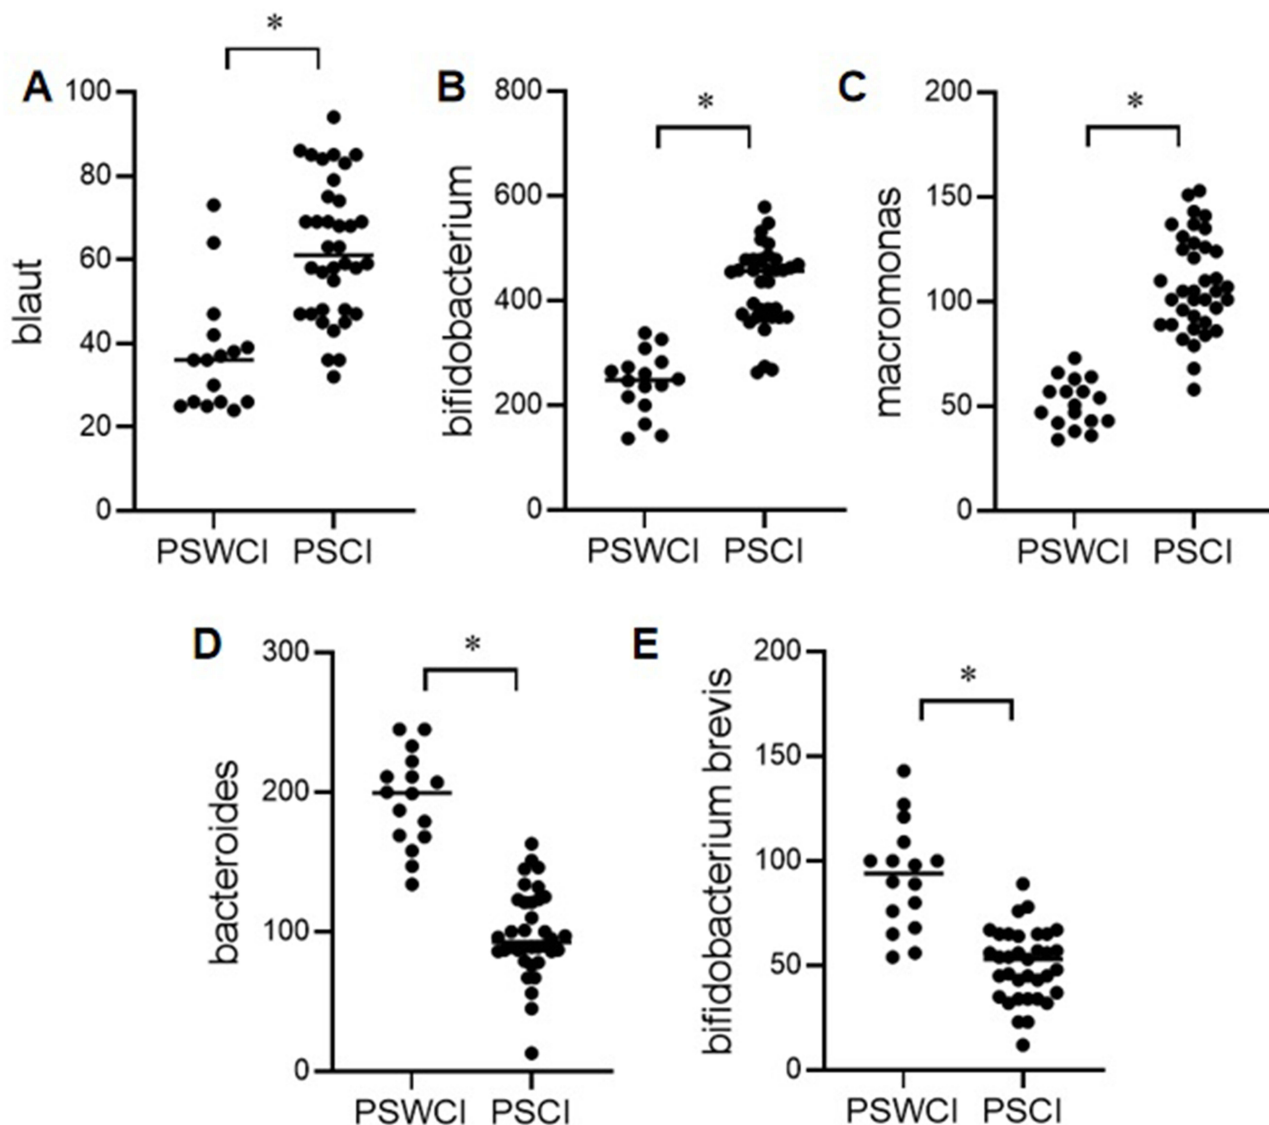 A
*
blaut
100
80
60
40
20
0
PSWCI PSCI
B
*
bifidobacterium
800
600
400
200
0
PSWCI PSCI
C
*
macromonas
200
150
100
50
0
PSWCI PSCI
D
*
bacteroides
300
200
100
0
PSWCI PSCI
E
*
bifidobacterium brevis
200
150
100
50
0
PSWCI PSCI